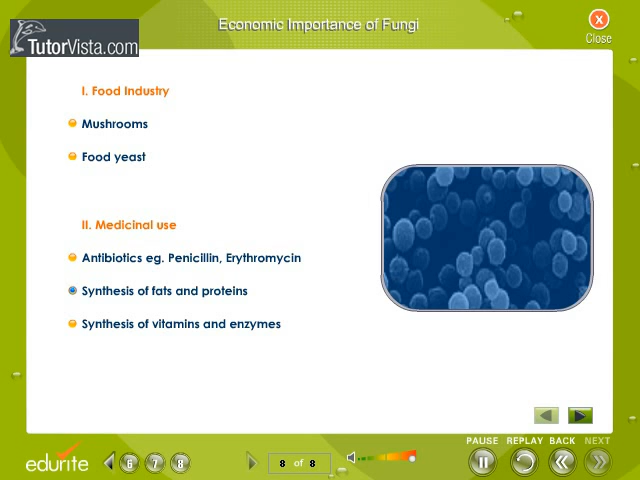 Economic Importance of Fungi
X
Close
TutorVista.com
I. Food Industry
Mushrooms
Food yeast
II. Medicinal use
Antibiotics eg. Penicillin, Erythromycin
Synthesis of fats and proteins
Synthesis of vitamins and enzymes
PAUSE REPLAY BACK NEXT
edurite
6 7 8
8 of 8